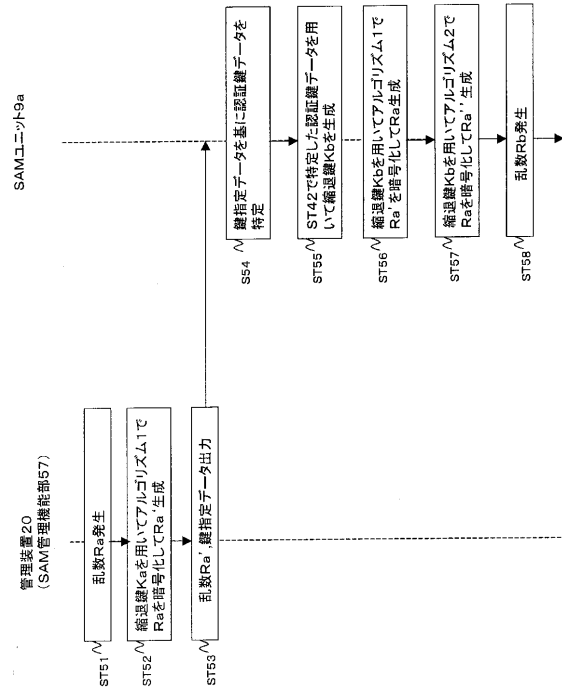 管理装置20
(SAM管理機能部57)
ST51
乱数Ra発生
ST52
縮退鍵Kaを用いてアルゴリズム1で
Raを暗号化してRa'生成
ST53
乱数Ra',鍵指定データ出力
SAMユニット9a
S54
鍵指定データを基に認証鍵データを
特定
ST55
ST42で特定した認証鍵データを用
いて縮退鍵Kbを生成
ST56
縮退鍵Kbを用いてアルゴリズム1で
Ra'を暗号化してRa生成
ST57
縮退鍵Kbを用いてアルゴリズム2で
Raを暗号化してRa''生成
ST58
乱数Rb発生